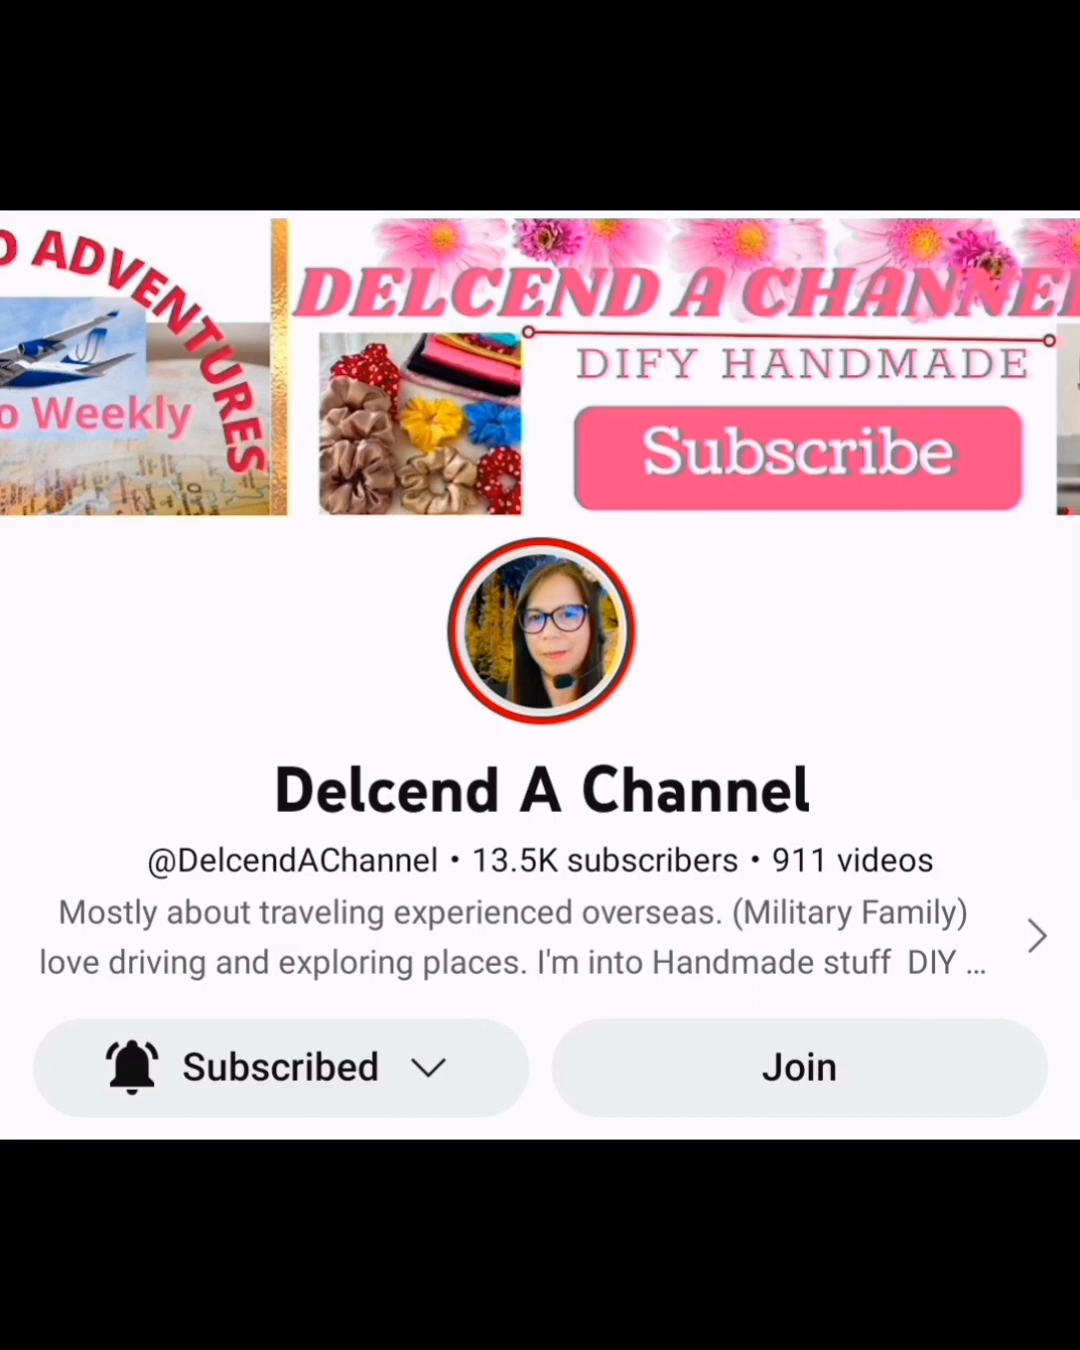 D ADVENTURES
o Weekly
DELCEND A CHANNEL
DIFY HANDMADE
Subscribe
Delcend A Channel
@DelcendAChannel • 13.5K subscribers • 911 videos
Mostly about traveling experienced overseas. (Military Family)
love driving and exploring places. I'm into Handmade stuff DIY ...
Subscribed
Join